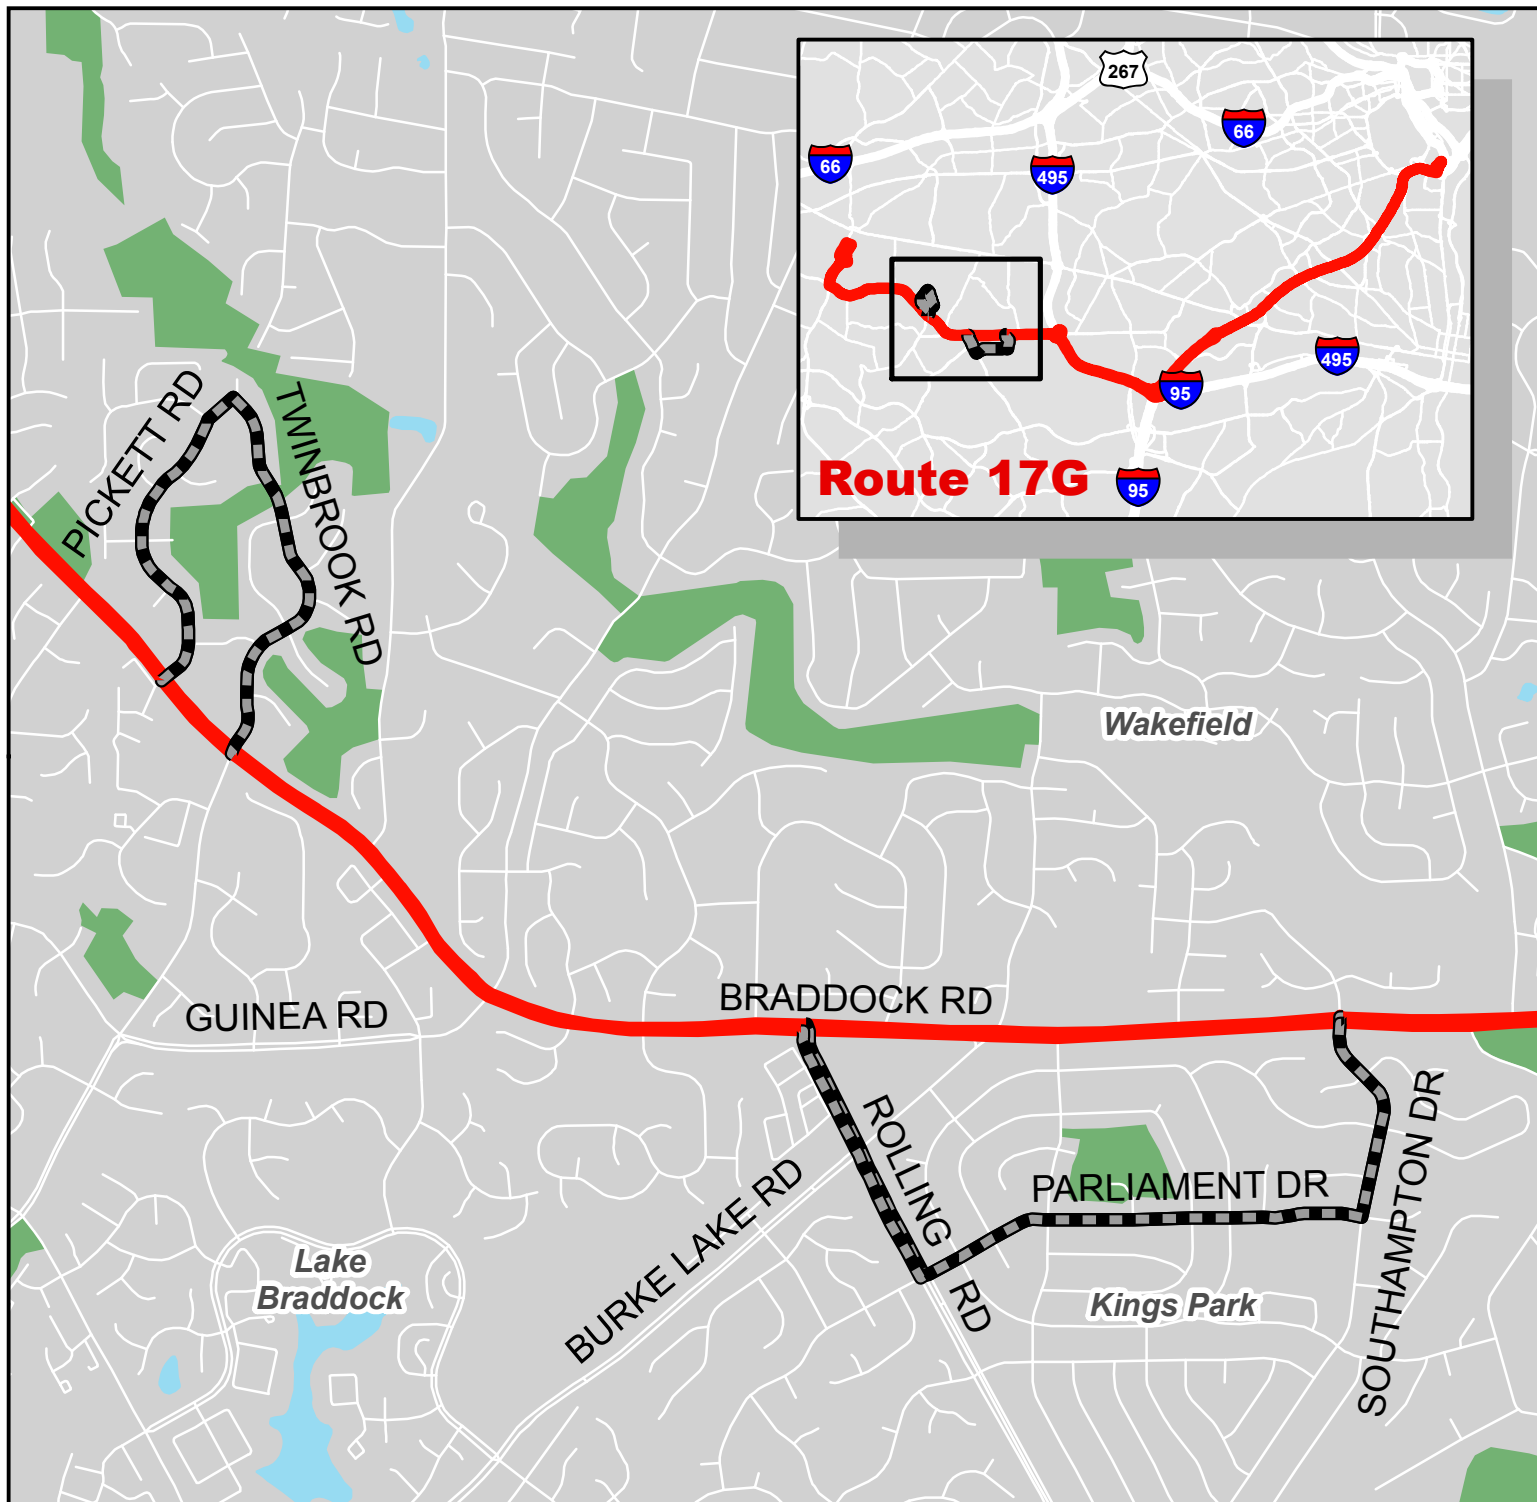 267
66
66
495
495
95
95
Route 17G
PICKETT RD
TWINBROOK RD
Wakefield
GUINEA RD
BRADDOCK RD
ROLLING RD
BURKE LAKE RD
PARLIAMENT DR
SOUTHAMPTON DR
Lake
Braddock
Kings Park